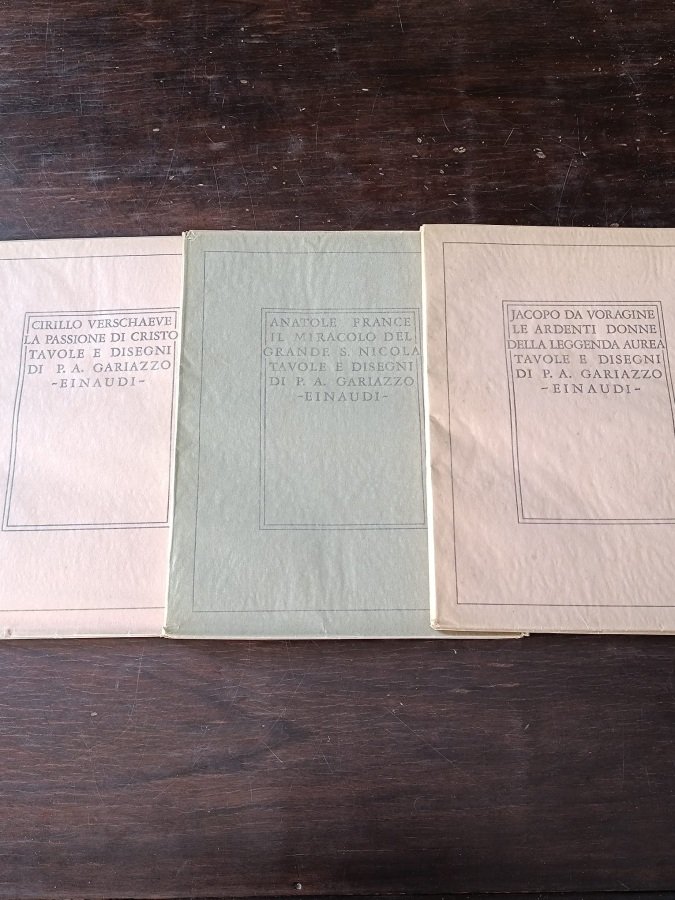 CIRILLO VERSCHAEVE
LA PASSIONE DI CRISTO
TAVOLE E DISEGNI
DI P. A. GARIAZZO
-EINAUDI-
ANATOLE FRANCE
IL MIRACOLO DEL
GRANDE S. NICOLA
TAVOLE E DISEGNI
DI P. A. GARIAZZO
-EINAUDI-
JACOPO DA VORAGINE
LE ARDENTI DONNE
DELLA LEGGENDA AUREA
TAVOLE E DISEGNI
DI P. A. GARIAZZO
-EINAUDI-